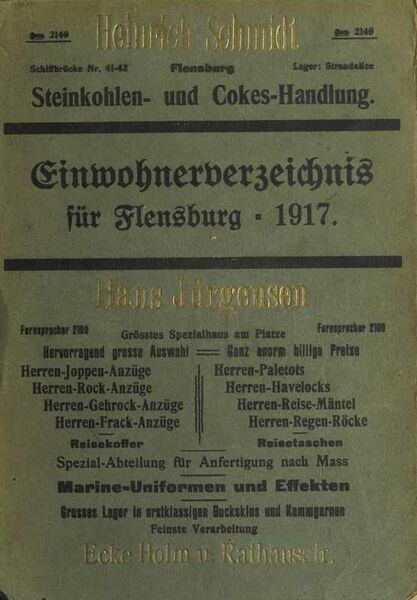 2149 Heinrich Schmidt 2149
Schiffbrücke Nr. 41-42 Flensburg Lager: Strandallee
Steinkohlen- und Cokes-Handlung.
Einwohnerverzeichnis
für Flensburg · 1917.
Hans Jürgensen
Fernsprecher 2109 Fernsprecher 2109
Grösstes Spezialhaus am Platze
Hervorragend grosse Auswahl Ganz enorm billige Preise
Herren-Joppen-Anzüge Herren-Paletots
Herren-Rock-Anzüge Herren-Havelocks
Herren-Gehrock-Anzüge Herren-Reise-Mäntel
Herren-Frack-Anzüge Herren-Regen-Röcke
Reisekoffer Reisetaschen
Spezial-Abteilung für Anfertigung nach Mass
Marine-Uniformen und Effekten
Grosses Lager in erstklassigen Buckskins und Kammgarnen
Feinste Verarbeitung
Ecke Holm u. Rathausstr.